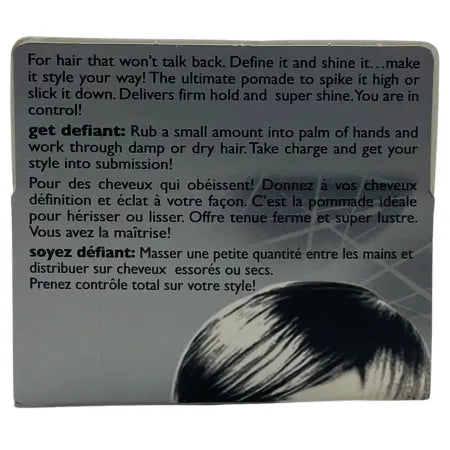 For hair that won't talk back. Define it and shine it...make
it style your way! The ultimate pomade to spike it high or
slick it down. Delivers firm hold and super shine. You are in
control!
get defiant: Rub a small amount into palm of hands and
work through damp or dry hair. Take charge and get your
style into submission!
Pour des cheveux qui obéissent! Donnez à vos cheveux
définition et éclat à votre façon. C'est la pommade idéale
pour hérisser ou lisser. Offre tenue ferme et super lustre.
Vous avez la maîtrise!
soyez défiant: Masser une petite quantité entre les mains et
distribuer sur cheveux essorés ou secs.
Prenez contrôle total sur votre style!